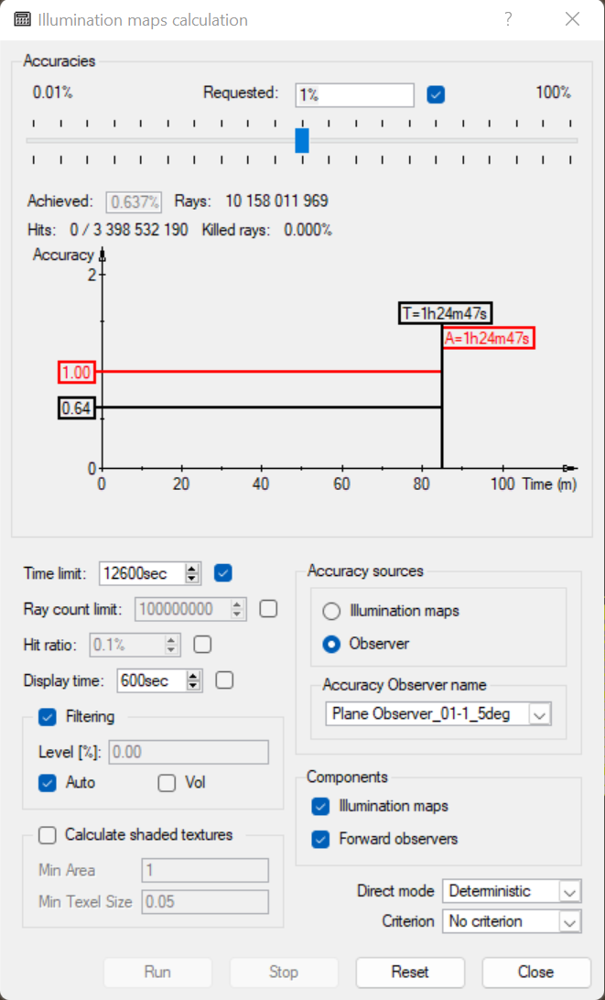 Illumination maps calculation ?
Accuracies
0.01% Requested: 1% 100%
Achieved: 0.637% Rays: 10 158 011 969
Hits: 0 / 3 398 532 190 Killed rays: 0.000%
Accuracy
2
T=1h24m47s
A=1h24m47s
1.00
0.64
0
0 20 40 60 80 100 Time (m)
Time limit: 12600sec
Ray count limit: 100000000
Hit ratio: 0.1%
Display time: 600sec
Filtering
Level [%]: 0.00
Auto Vol
Calculate shaded textures
Min Area 1
Min Texel Size 0.05
Accuracy sources
Illumination maps
Observer
Accuracy Observer name
Plane Observer_01-1_5deg
Components
Illumination maps
Forward observers
Direct mode Deterministic
Criterion No criterion
Run Stop Reset Close